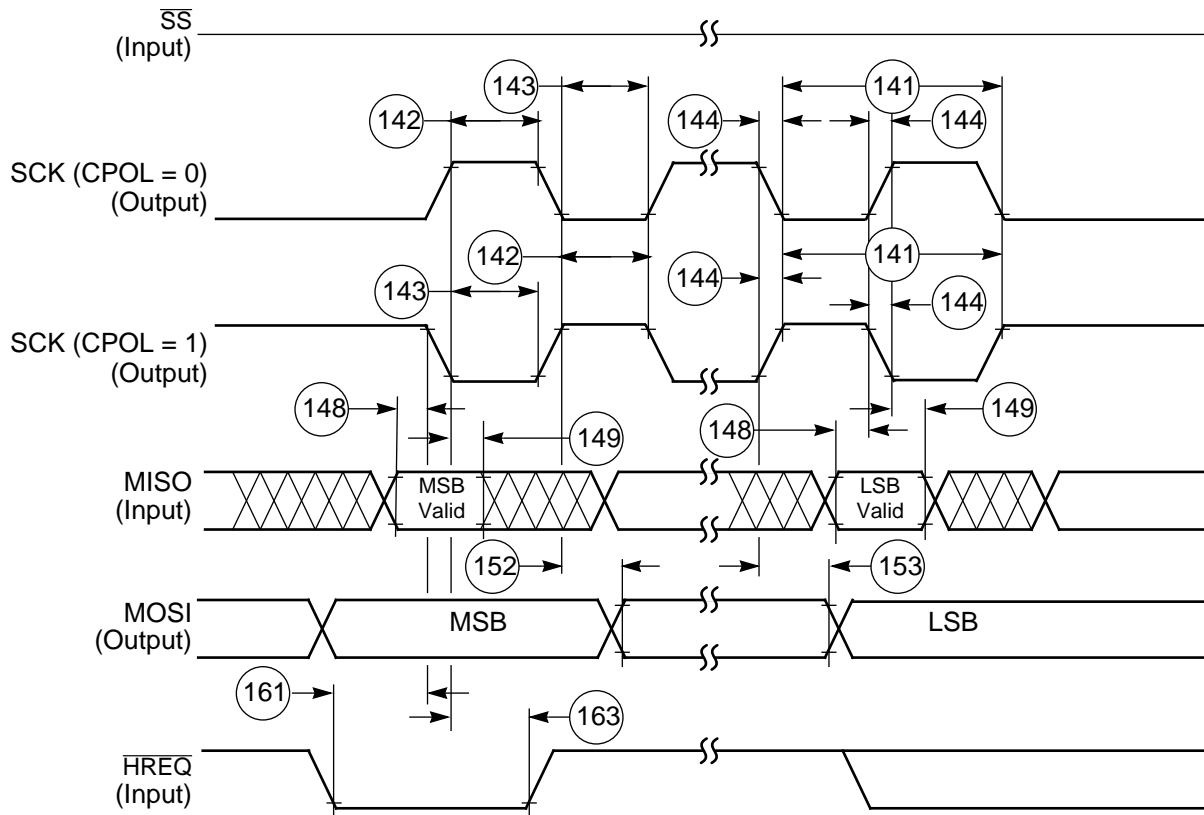 SS
(Input)
143
141
142
144
144
SCK (CPOL = 0)
(Output)
142
141
143
144
144
SCK (CPOL = 1)
(Output)
148
149
148
149
MISO
(Input)
MSB
Valid
LSB
Valid
152
153
MOSI
(Output)
MSB
LSB
161
163
HREQ
(Input)